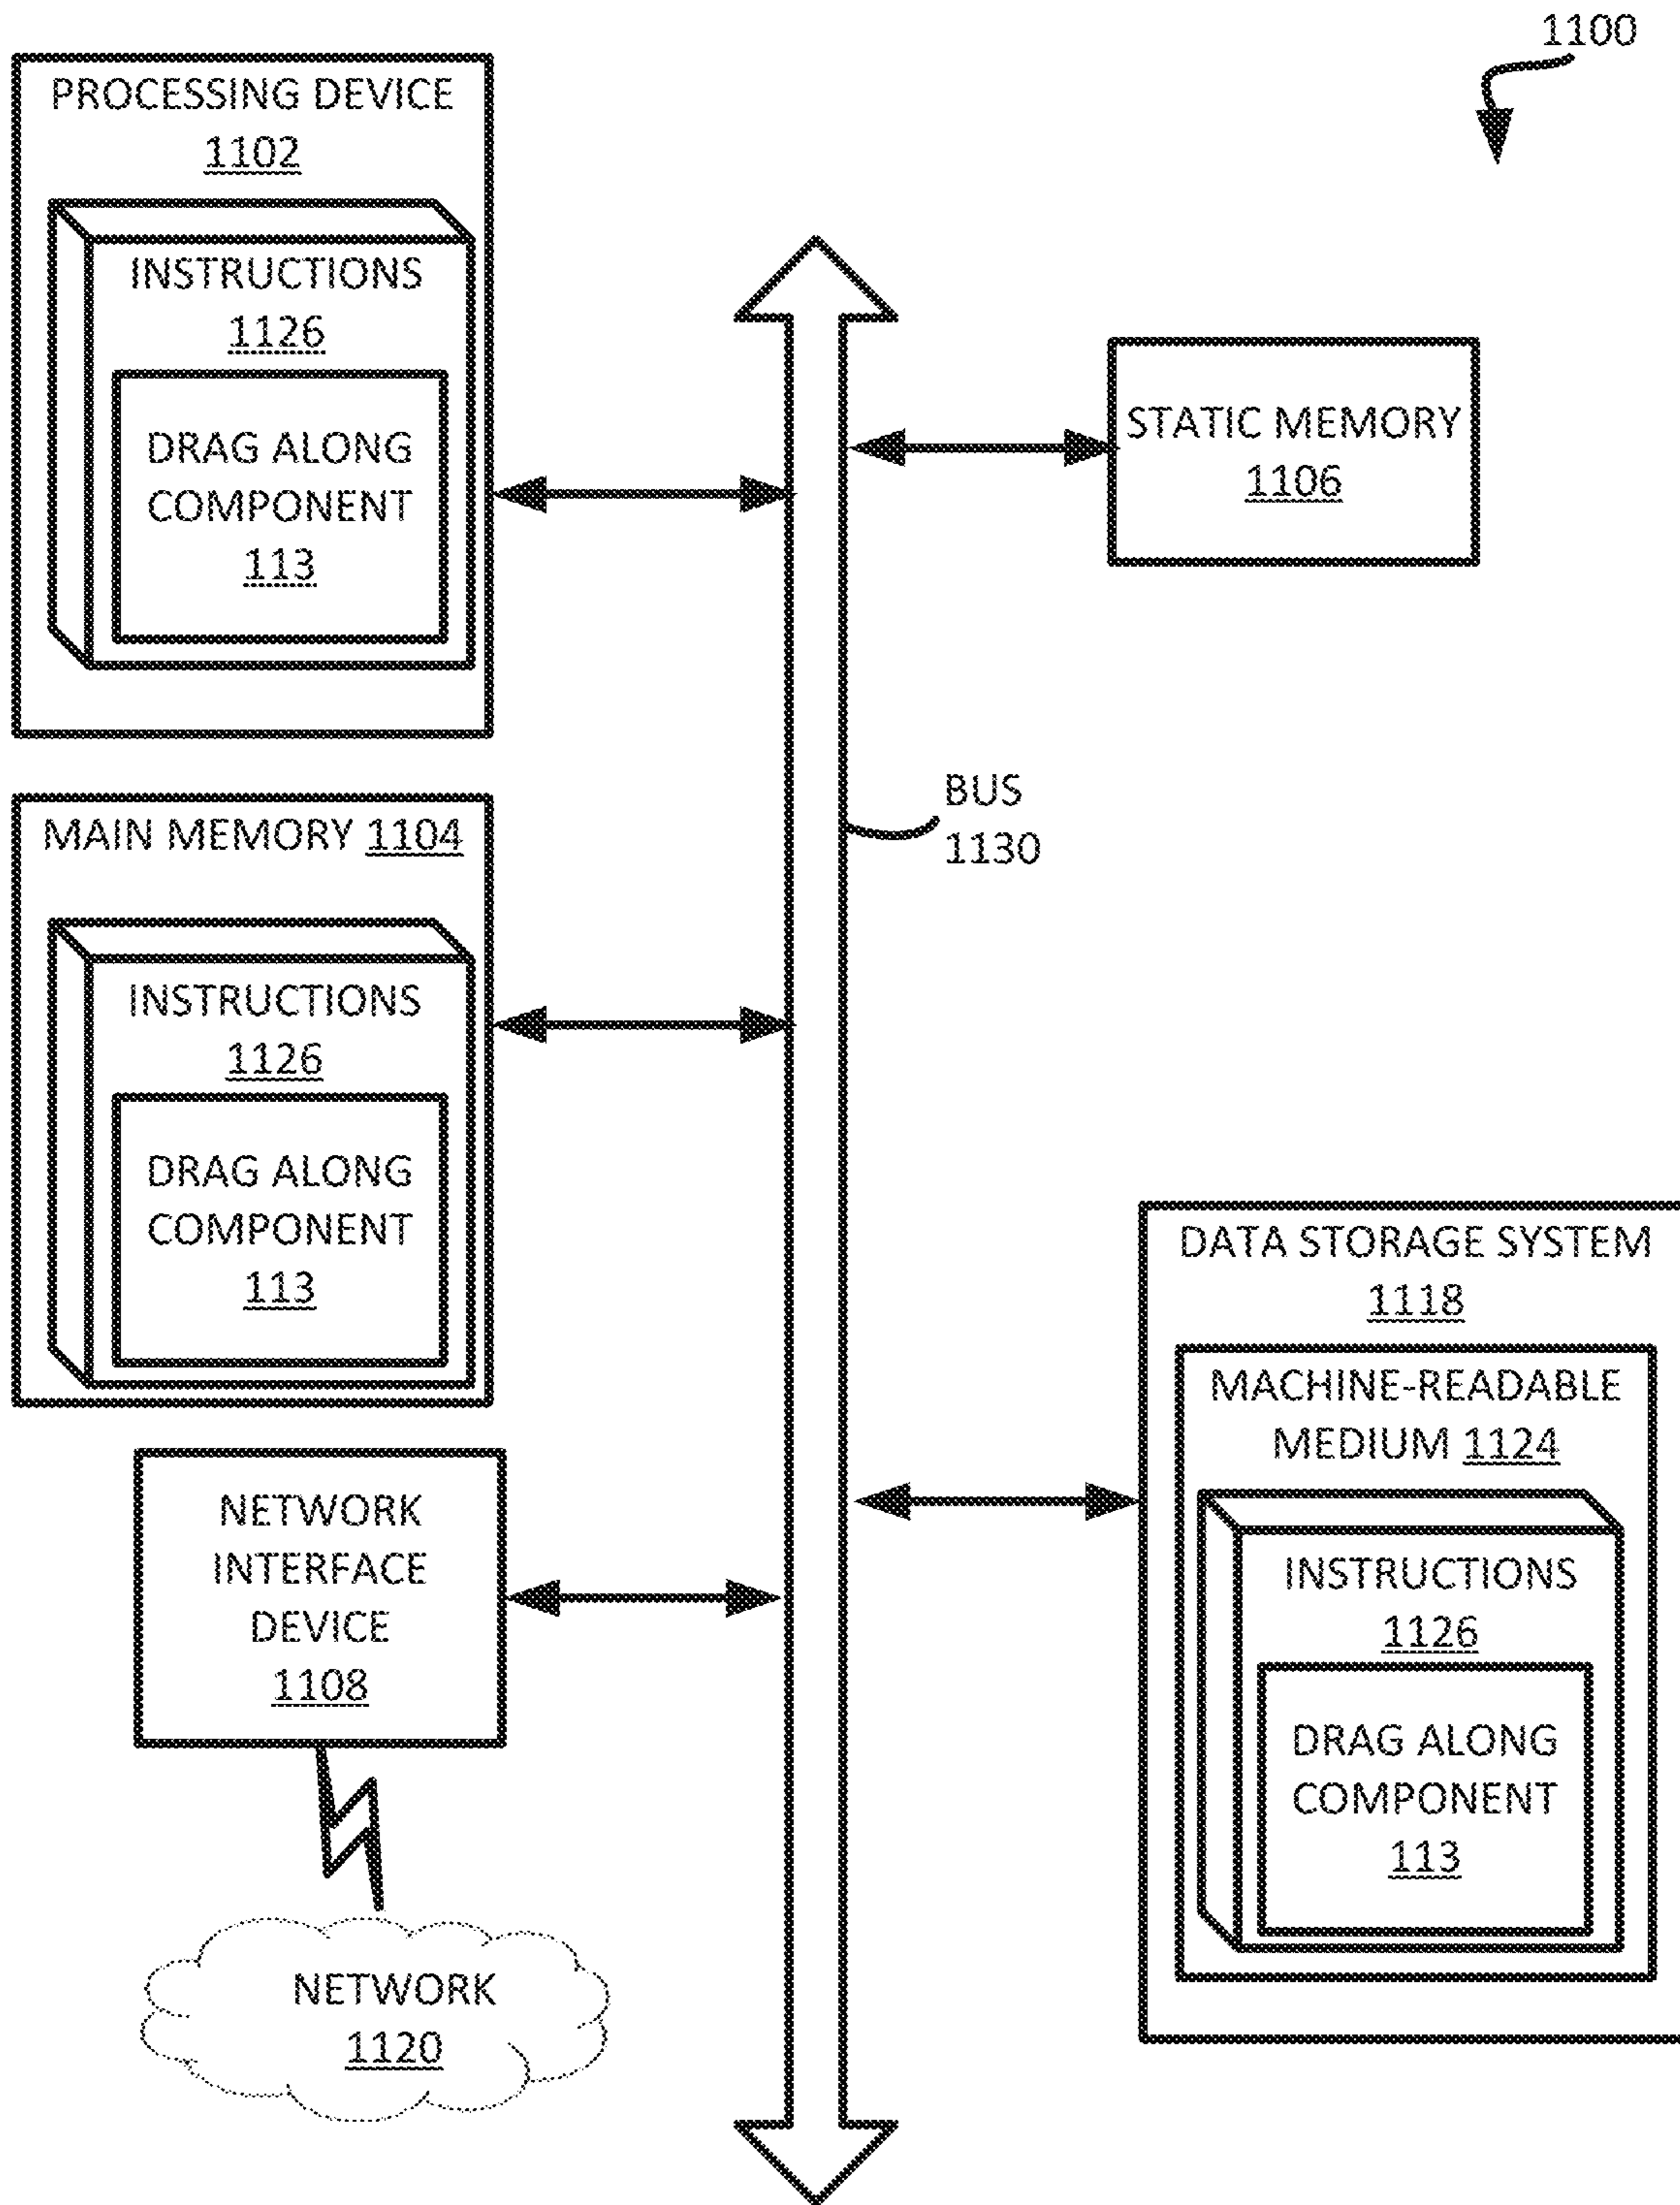 1100
PROCESSING DEVICE
1102
INSTRUCTIONS
1126
DRAG ALONG
COMPONENT
113
STATIC MEMORY
1106
BUS
1130
MAIN MEMORY 1104
INSTRUCTIONS
1126
DRAG ALONG
COMPONENT
113
DATA STORAGE SYSTEM
1118
MACHINE-READABLE
MEDIUM 1124
INSTRUCTIONS
1126
DRAG ALONG
COMPONENT
113
NETWORK
INTERFACE
DEVICE
1108
NETWORK
1120